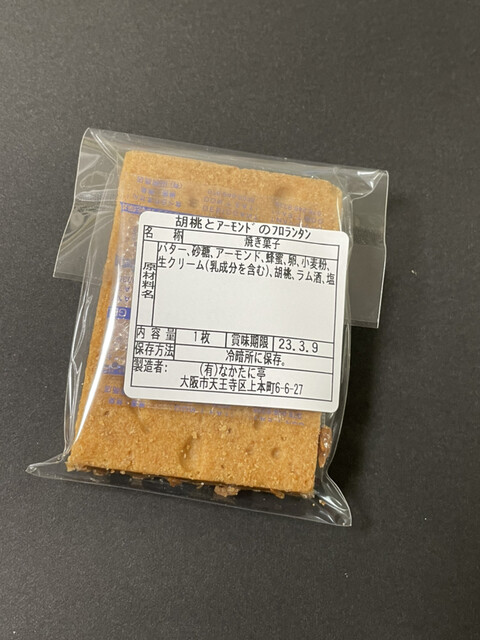 胡桃とアーモンドのフロランタン
名 称 焼き菓子
原材料名 バター、砂糖、アーモンド、蜂蜜、卵、小麦粉、
生クリーム(乳成分を含む)、胡桃、ラム酒、塩
内 容 量 1枚 賞味期限 23.3.9
保存方法 冷暗所に保存。
製造者: (有)なかたに亭
大阪市天王寺区上本町6-6-27